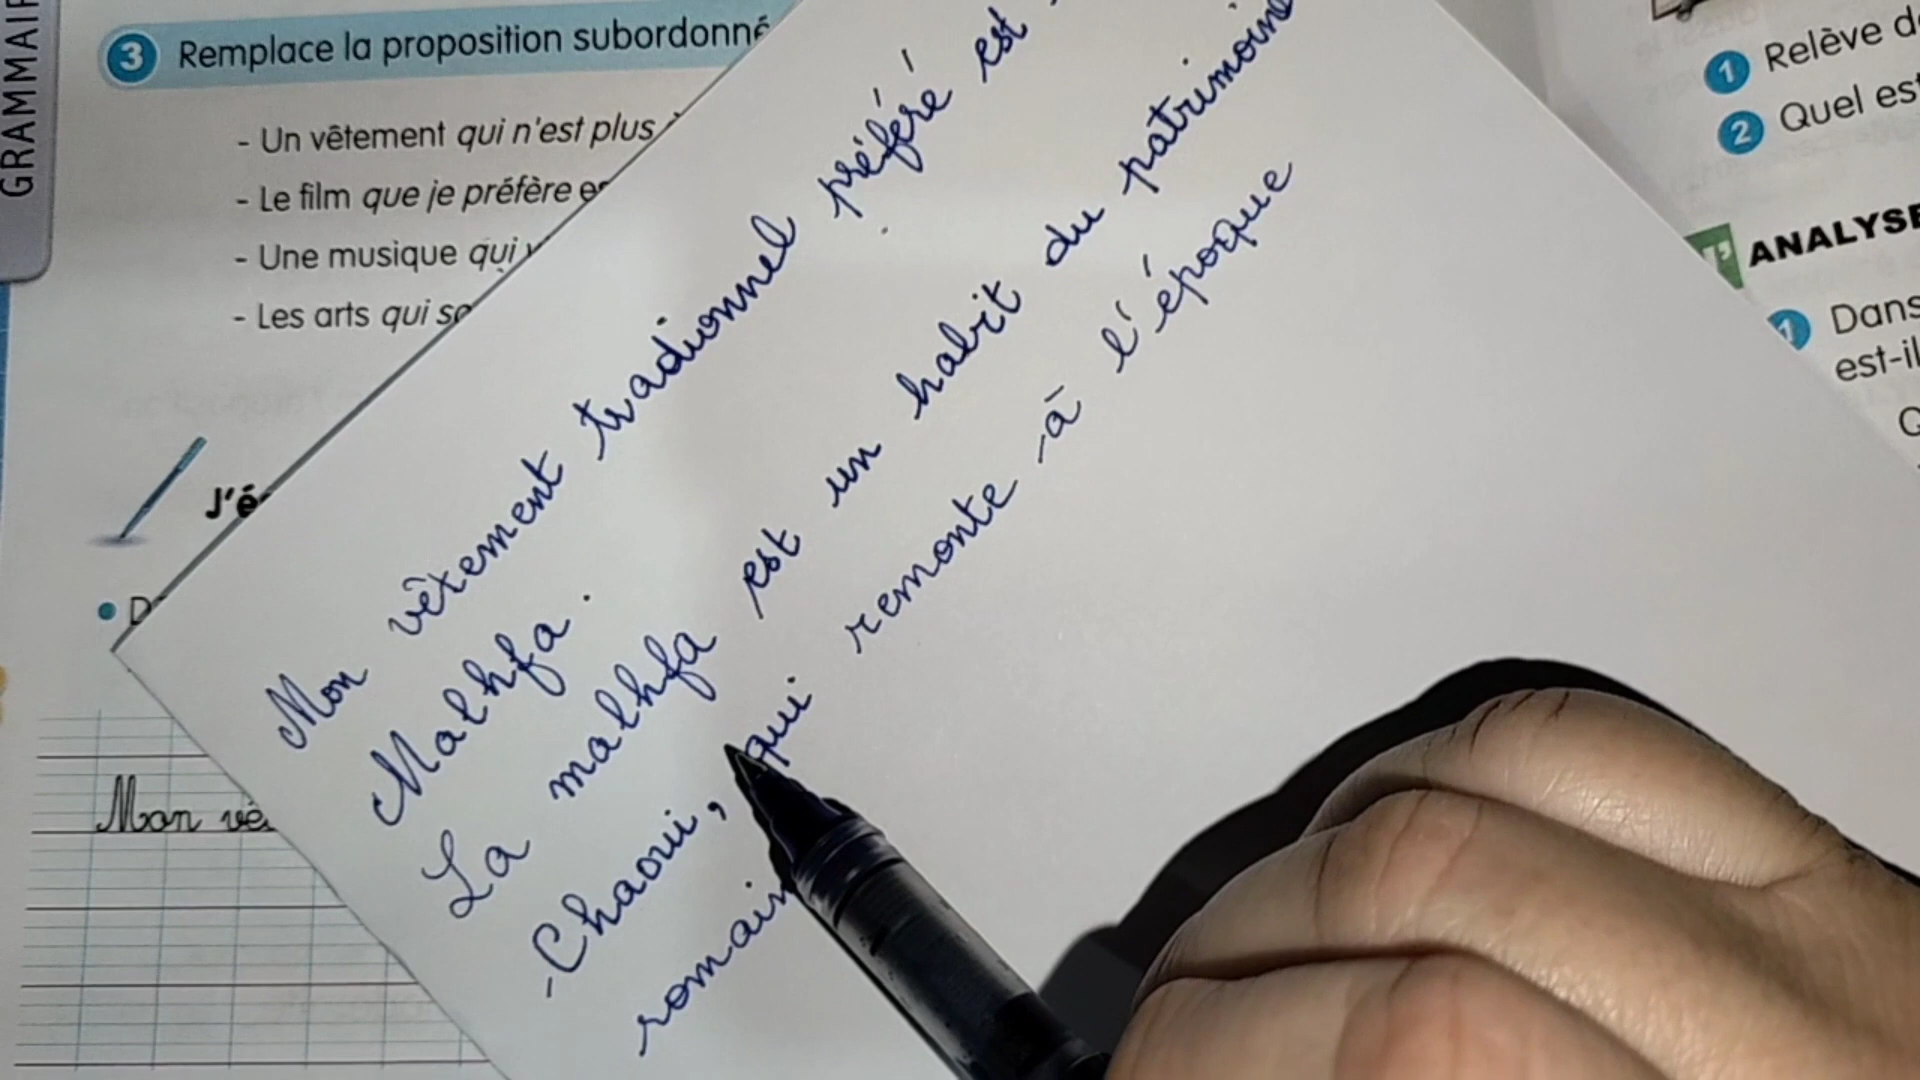 GRAMMAIR
3 Remplace la proposition subordonné
- Un vêtement qui n'est plus
- Le film que je préfère
- Une musique qui
- Les arts qui
J'é
Mon vê
Mon vêtement tradionnel préféré est
Malhfa.
La malhfa est un habit du patrimoine
Chaoui, qui remonte à l'époque
romain
1 Relève d
2 Quel est
ANALYSE
1 Dans
est-il